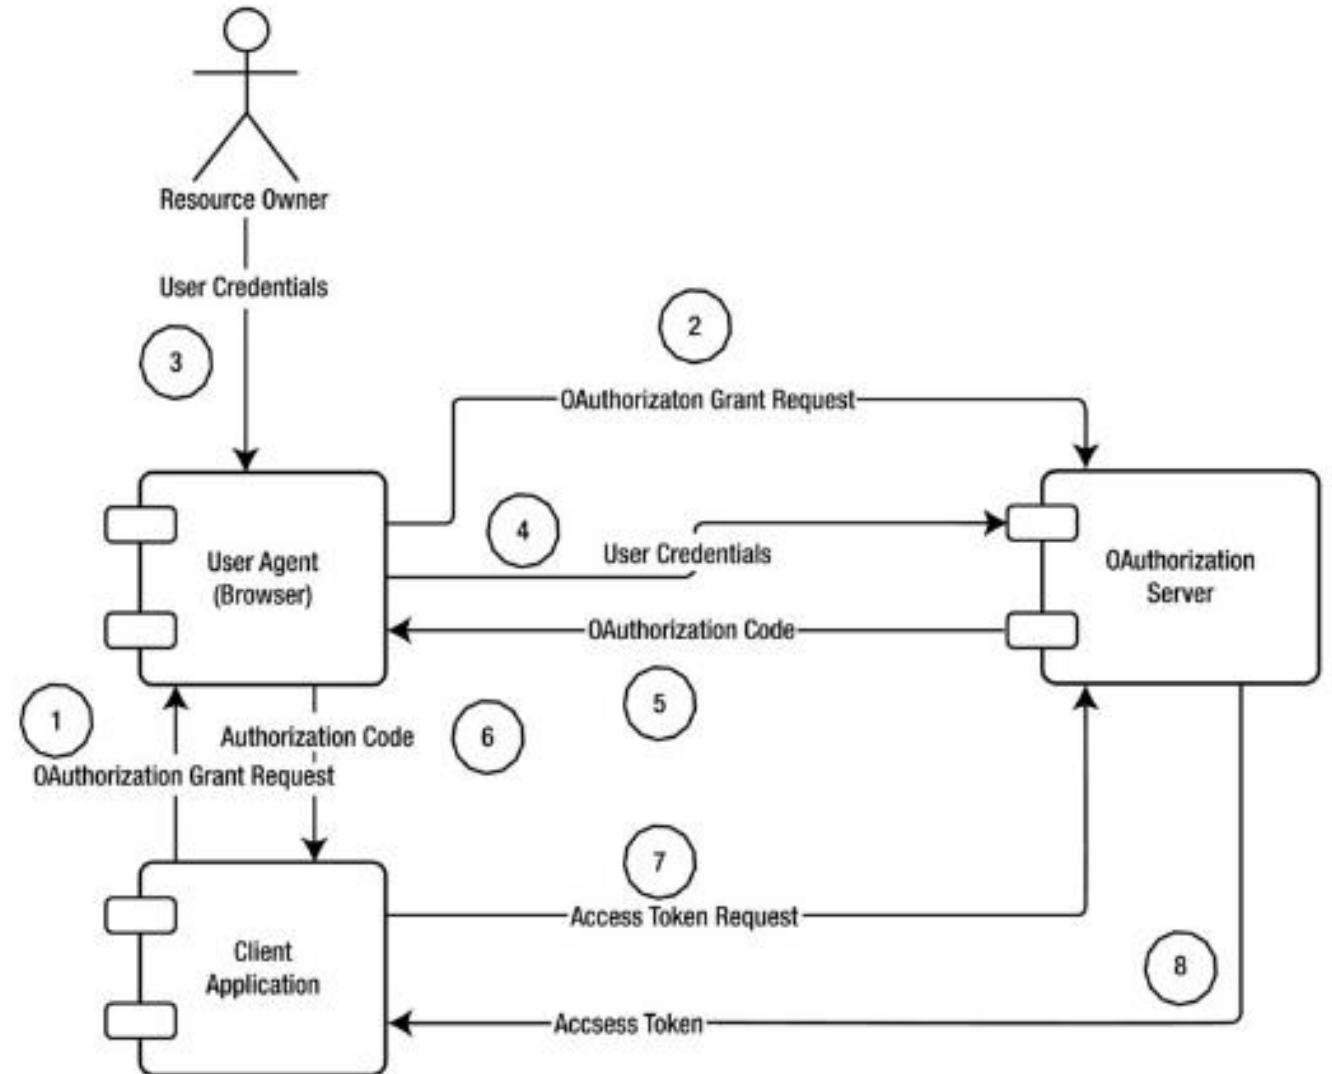 Resource Owner
User Credentials
3
2
OAuthorizaton Grant Request
4
User Credentials
User Agent
(Browser)
OAuthorization
Server
OAuthorization Code
5
1
Authorization Code
6
OAuthorization Grant Request
7
Access Token Request
Client
Application
8
Accsess Token